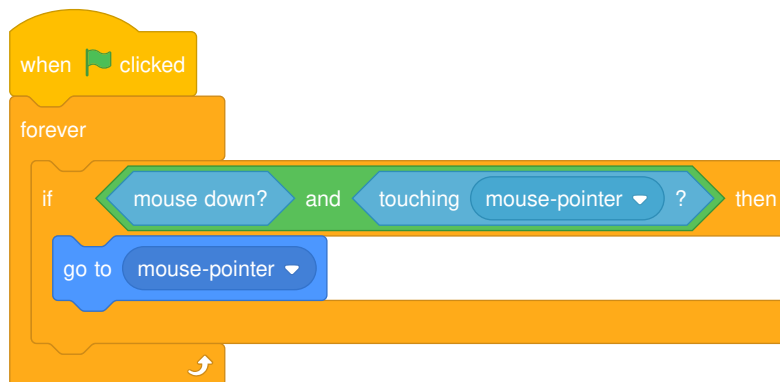 when clicked
forever
if mouse down? and touching mouse-pointer ? then
go to mouse-pointer